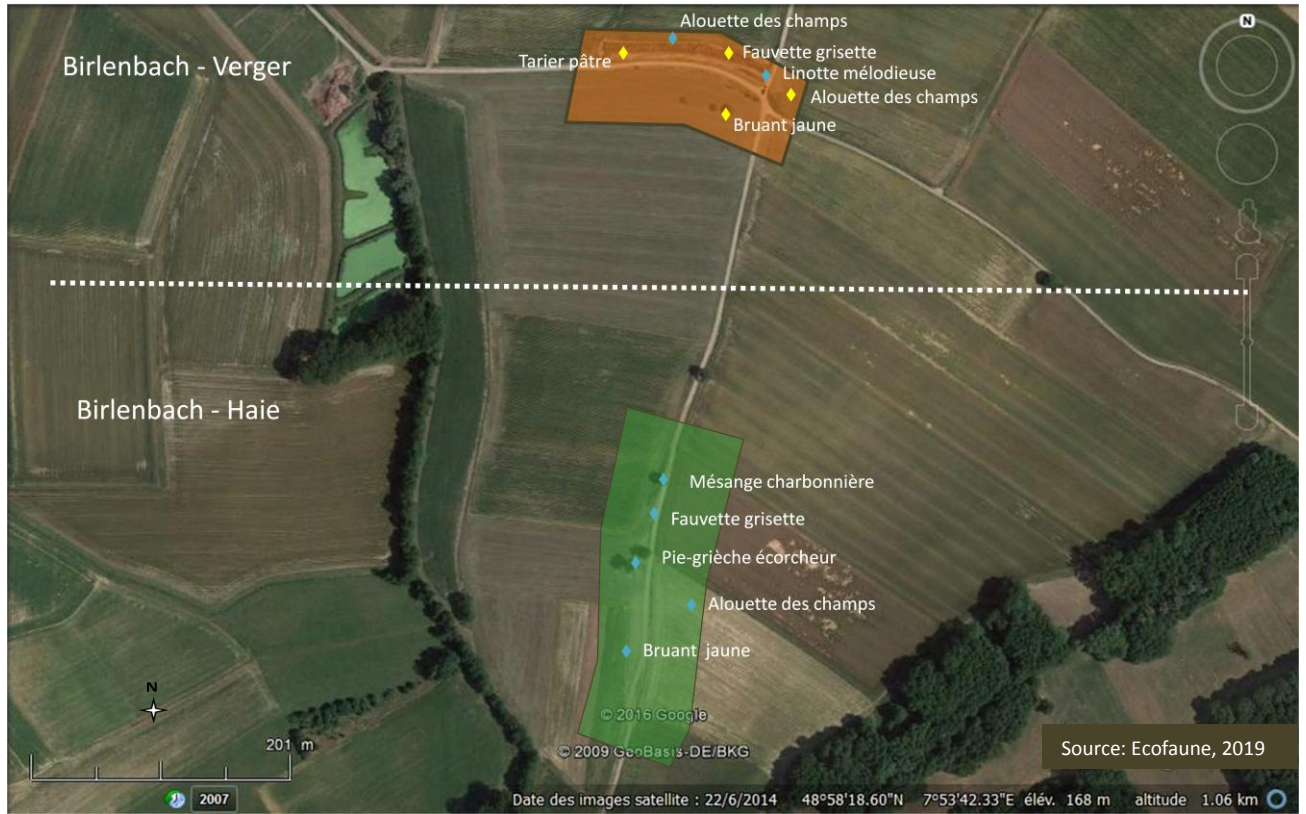 N
Alouette des champs
Birlenbach - Verger
Tarier pâtre
Fauvette grisette
Linotte mélodieuse
Alouette des champs
Bruant jaune
Birlenbach - Haie
Mésange charbonnière
Fauvette grisette
Pie-grièche écorcheur
Alouette des champs
Bruant jaune
N
© 2016 Google
201 m
© 2009 GeoBasis-DE/BKG
Source: Ecofaune, 2019
2007
Date des images satellite : 22/6/2014 48°58'18.60"N 7°53'42.33"E élév. 168 m altitude 1.06 km